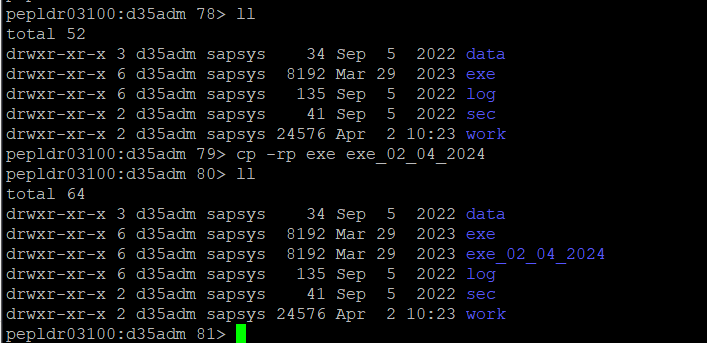 pepldr03100:d35adm 78> ll
total 52
drwxr-xr-x 3 d35adm sapsys    34 Sep  5  2022 data
drwxr-xr-x 6 d35adm sapsys  8192 Mar 29  2023 exe
drwxr-xr-x 6 d35adm sapsys   135 Sep  5  2022 log
drwxr-xr-x 2 d35adm sapsys    41 Sep  5  2022 sec
drwxr-xr-x 2 d35adm sapsys 24576 Apr  2 10:23 work
pepldr03100:d35adm 79> cp -rp exe exe_02_04_2024
pepldr03100:d35adm 80> ll
total 64
drwxr-xr-x 3 d35adm sapsys    34 Sep  5  2022 data
drwxr-xr-x 6 d35adm sapsys  8192 Mar 29  2023 exe
drwxr-xr-x 6 d35adm sapsys  8192 Mar 29  2023 exe_02_04_2024
drwxr-xr-x 6 d35adm sapsys   135 Sep  5  2022 log
drwxr-xr-x 2 d35adm sapsys    41 Sep  5  2022 sec
drwxr-xr-x 2 d35adm sapsys 24576 Apr  2 10:23 work
pepldr03100:d35adm 81>